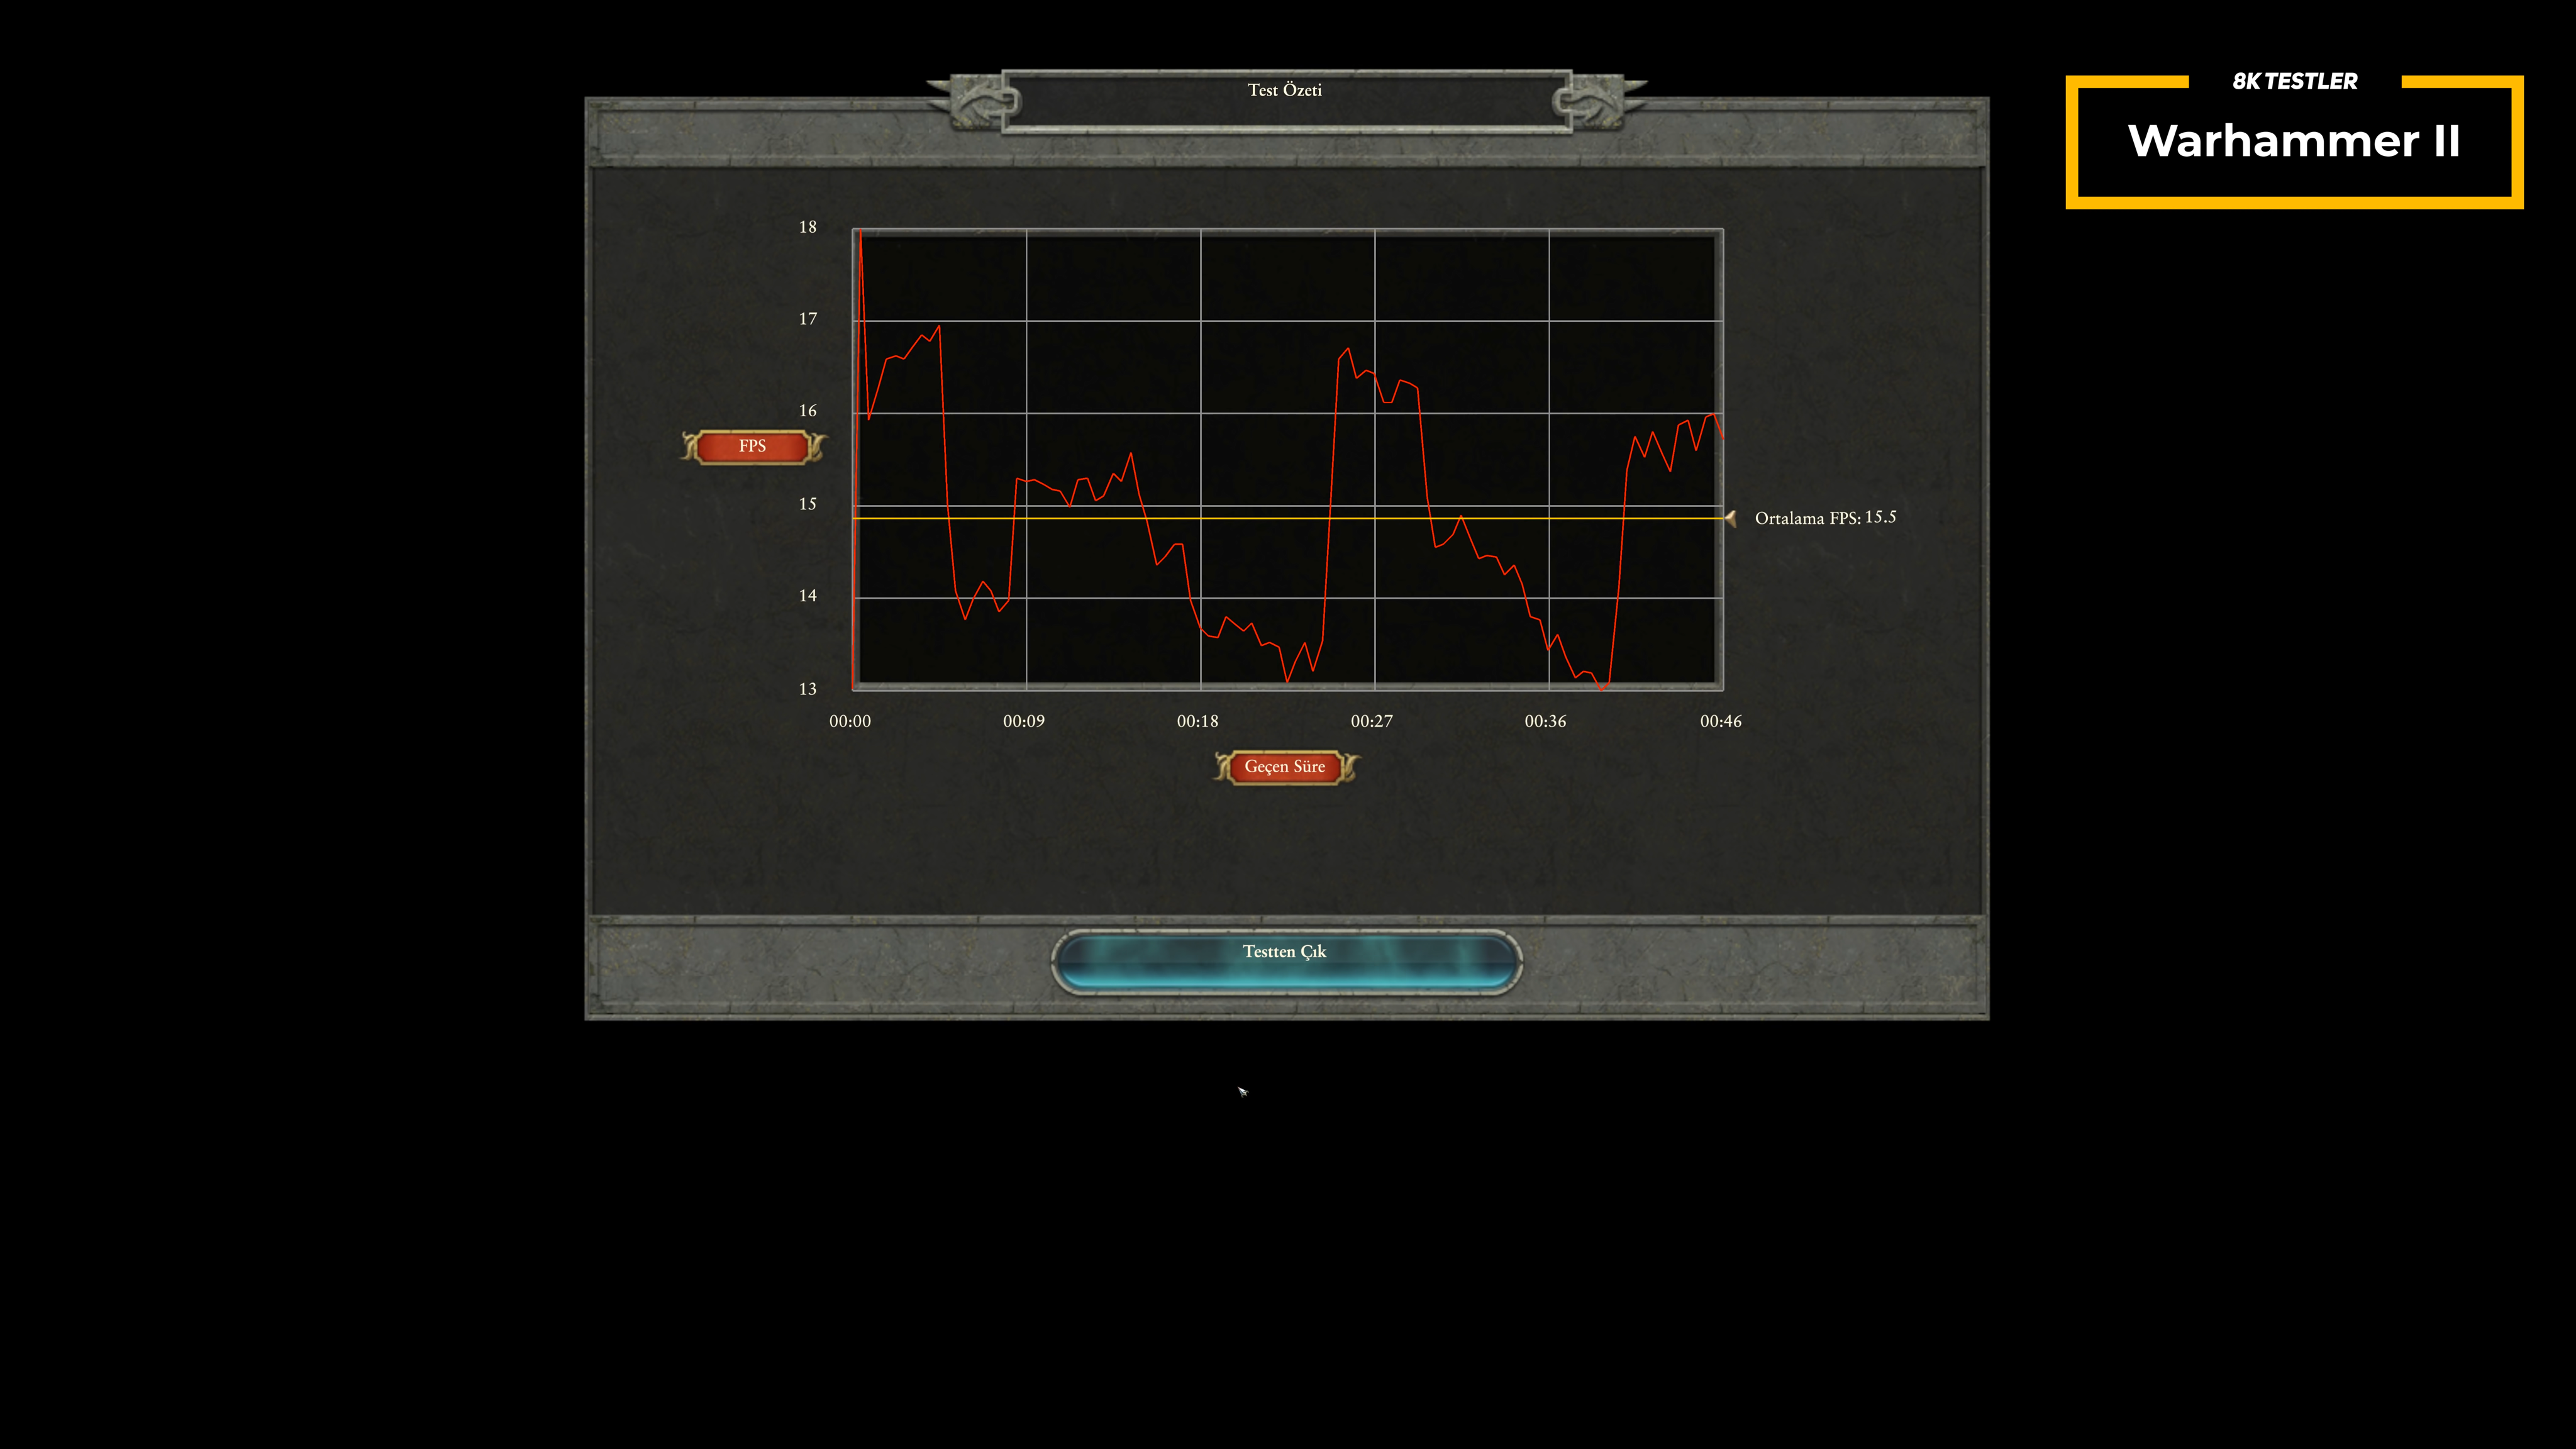 8K TESTLER
Warhammer II
Test Özeti
18
17
16
FPS
15
Ortalama FPS: 15.5
14
13
00:00 00:09 00:18 00:27 00:36 00:46
Geçen Süre
Testten Çık